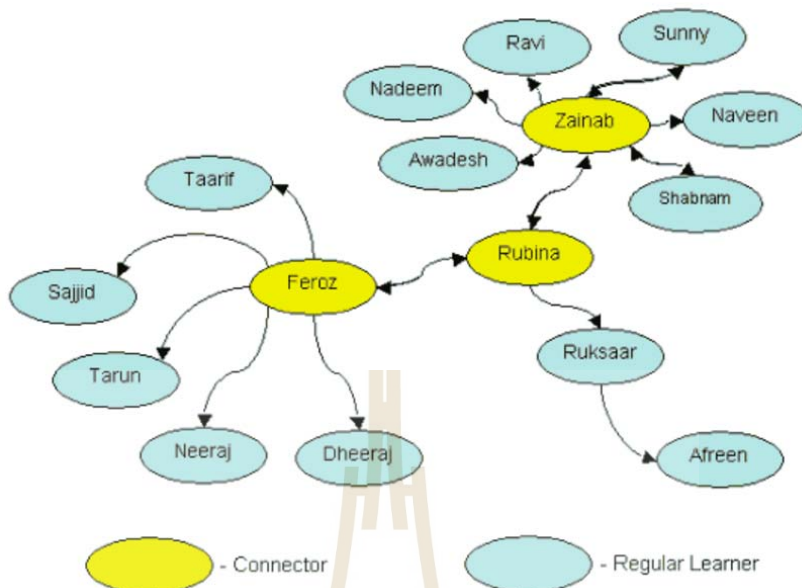 Sunny
Ravi
Nadeem
Zainab
Naveen
Awadesh
Taarif
Shabnam
Rubina
Feroz
Sajjid
Ruksaar
Tarun
Neeraj
Dheeraj
Afreen
- Connector
- Regular Learner